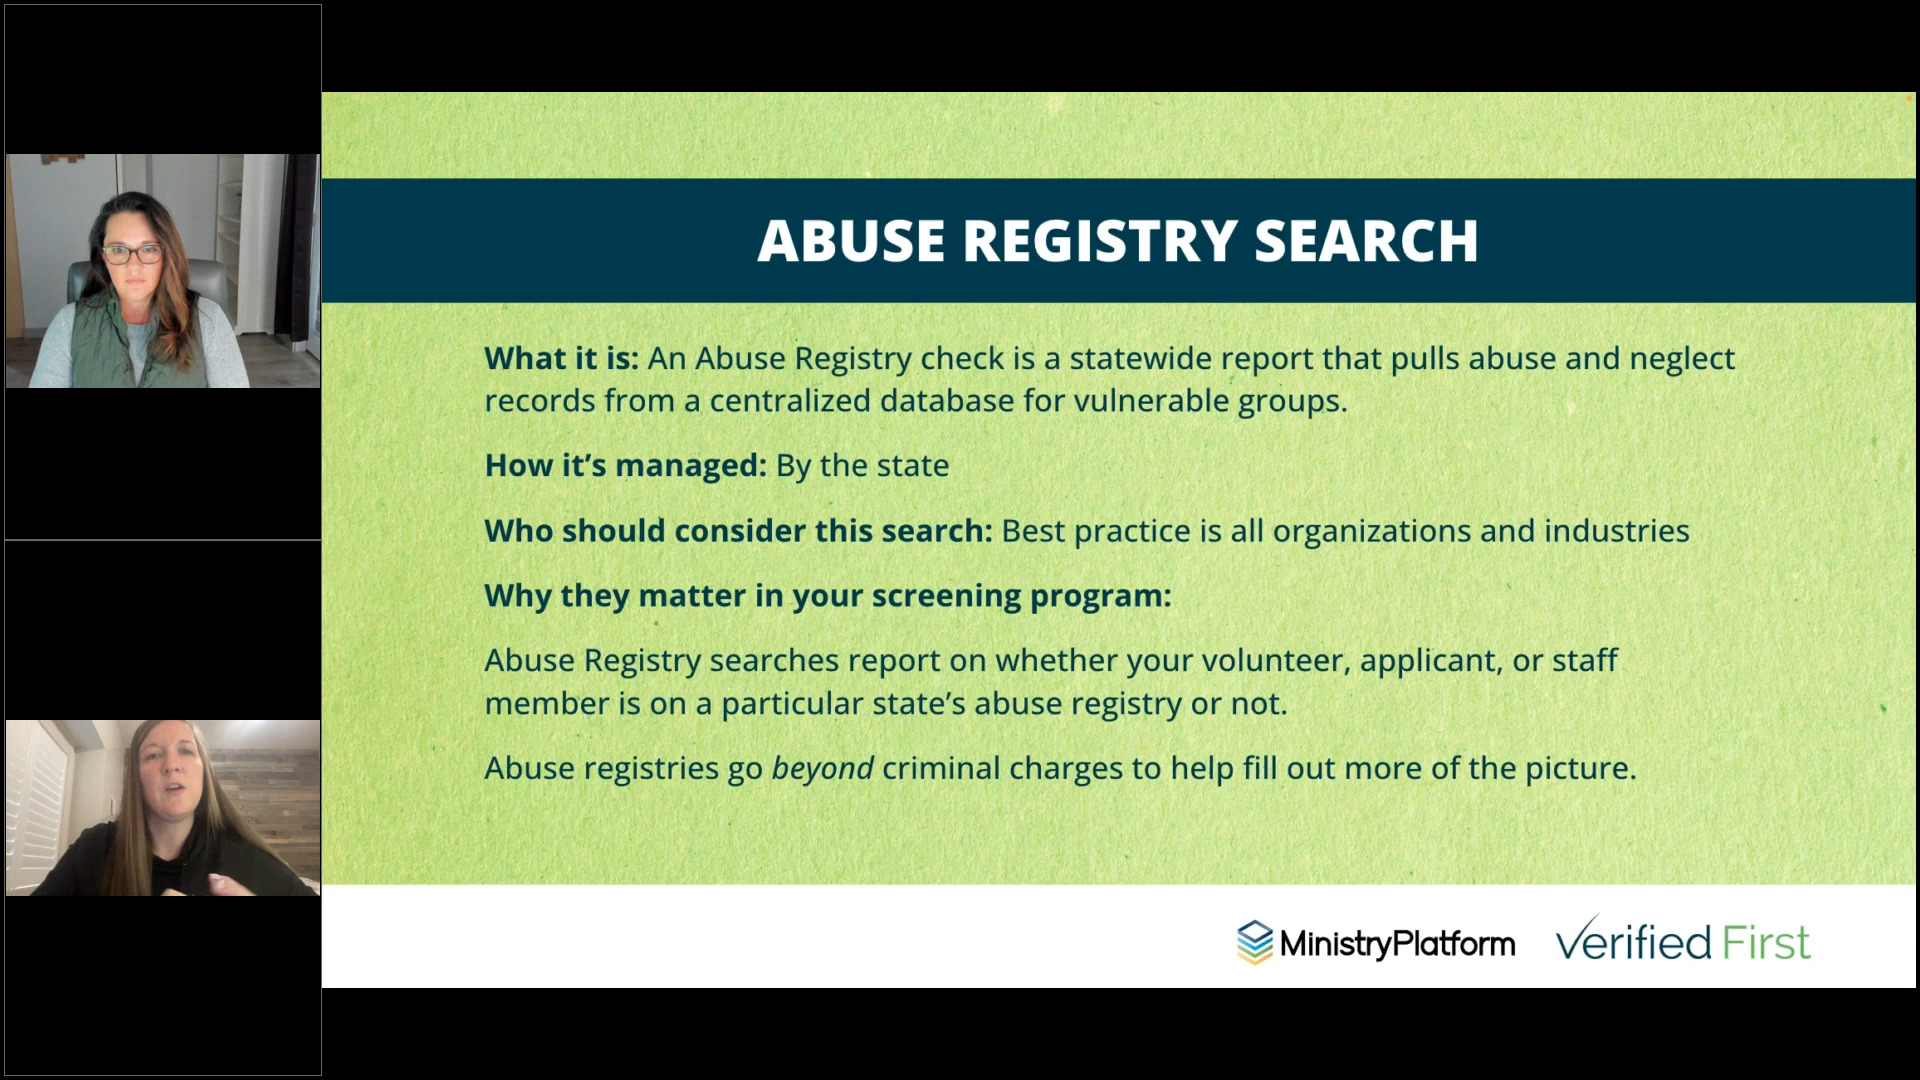 ABUSE REGISTRY SEARCH
What it is: An Abuse Registry check is a statewide report that pulls abuse and neglect
records from a centralized database for vulnerable groups.
How it's managed: By the state
Who should consider this search: Best practice is all organizations and industries
Why they matter in your screening program:
Abuse Registry searches report on whether your volunteer, applicant, or staff
member is on a particular state's abuse registry or not.
Abuse registries go beyond criminal charges to help fill out more of the picture.
MinistryPlatform
Verified First